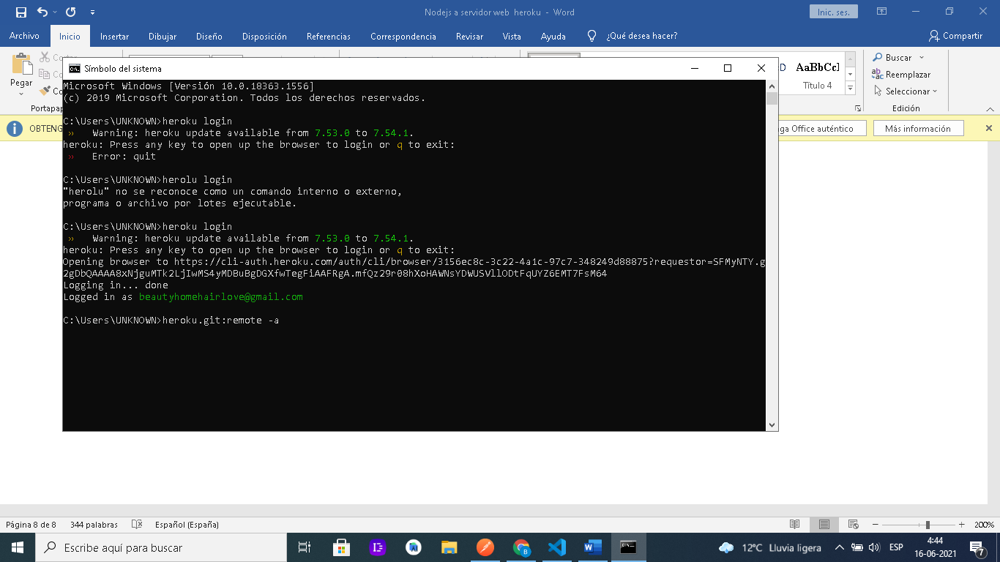 Nodejs a servidor web heroku - Word
Inic. ses.
Archivo Inicio Insertar Dibujar Diseño Disposición Referencias Correspondencia Revisar Vista Ayuda ¿Qué desea hacer? Compartir
Pegar
Buscar
Reemplazar
Seleccionar
AaBbCcI
Título 4
Edición
Símbolo del sistema
Microsoft Windows [Versión 10.0.18363.1556]
(c) 2019 Microsoft Corporation. Todos los derechos reservados.
C:\Users\UNKNOWN>heroku login
» Warning: heroku update available from 7.53.0 to 7.54.1.
heroku: Press any key to open up the browser to login or q to exit:
» Error: quit
C:\Users\UNKNOWN>herolu login
"herolu" no se reconoce como un comando interno o externo,
programa o archivo por lotes ejecutable.
C:\Users\UNKNOWN>heroku login
» Warning: heroku update available from 7.53.0 to 7.54.1.
heroku: Press any key to open up the browser to login or q to exit:
Opening browser to https://cli-auth.heroku.com/auth/cli/browser/3156ec8c-3c22-4a1c-97c7-348249d88875?requestor=SFMyNTY.g
2gDbQAAAA8xNjguMTk2LjIwMS4yMDBuBgDGXfwTegFiAAFRgA.mfQz29r08hXoHAWNsYDWUSVllODtFqUYZ6EMT7FsM64
Logging in... done
Logged in as beautyhomehairlove@gmail.com
C:\Users\UNKNOWN>heroku.git:remote -a
Office auténtico
Más información
Página 8 de 8 344 palabras Español (España) 200%
Escribe aquí para buscar
12°C Lluvia ligera
ESP
4:44
16-06-2021
7